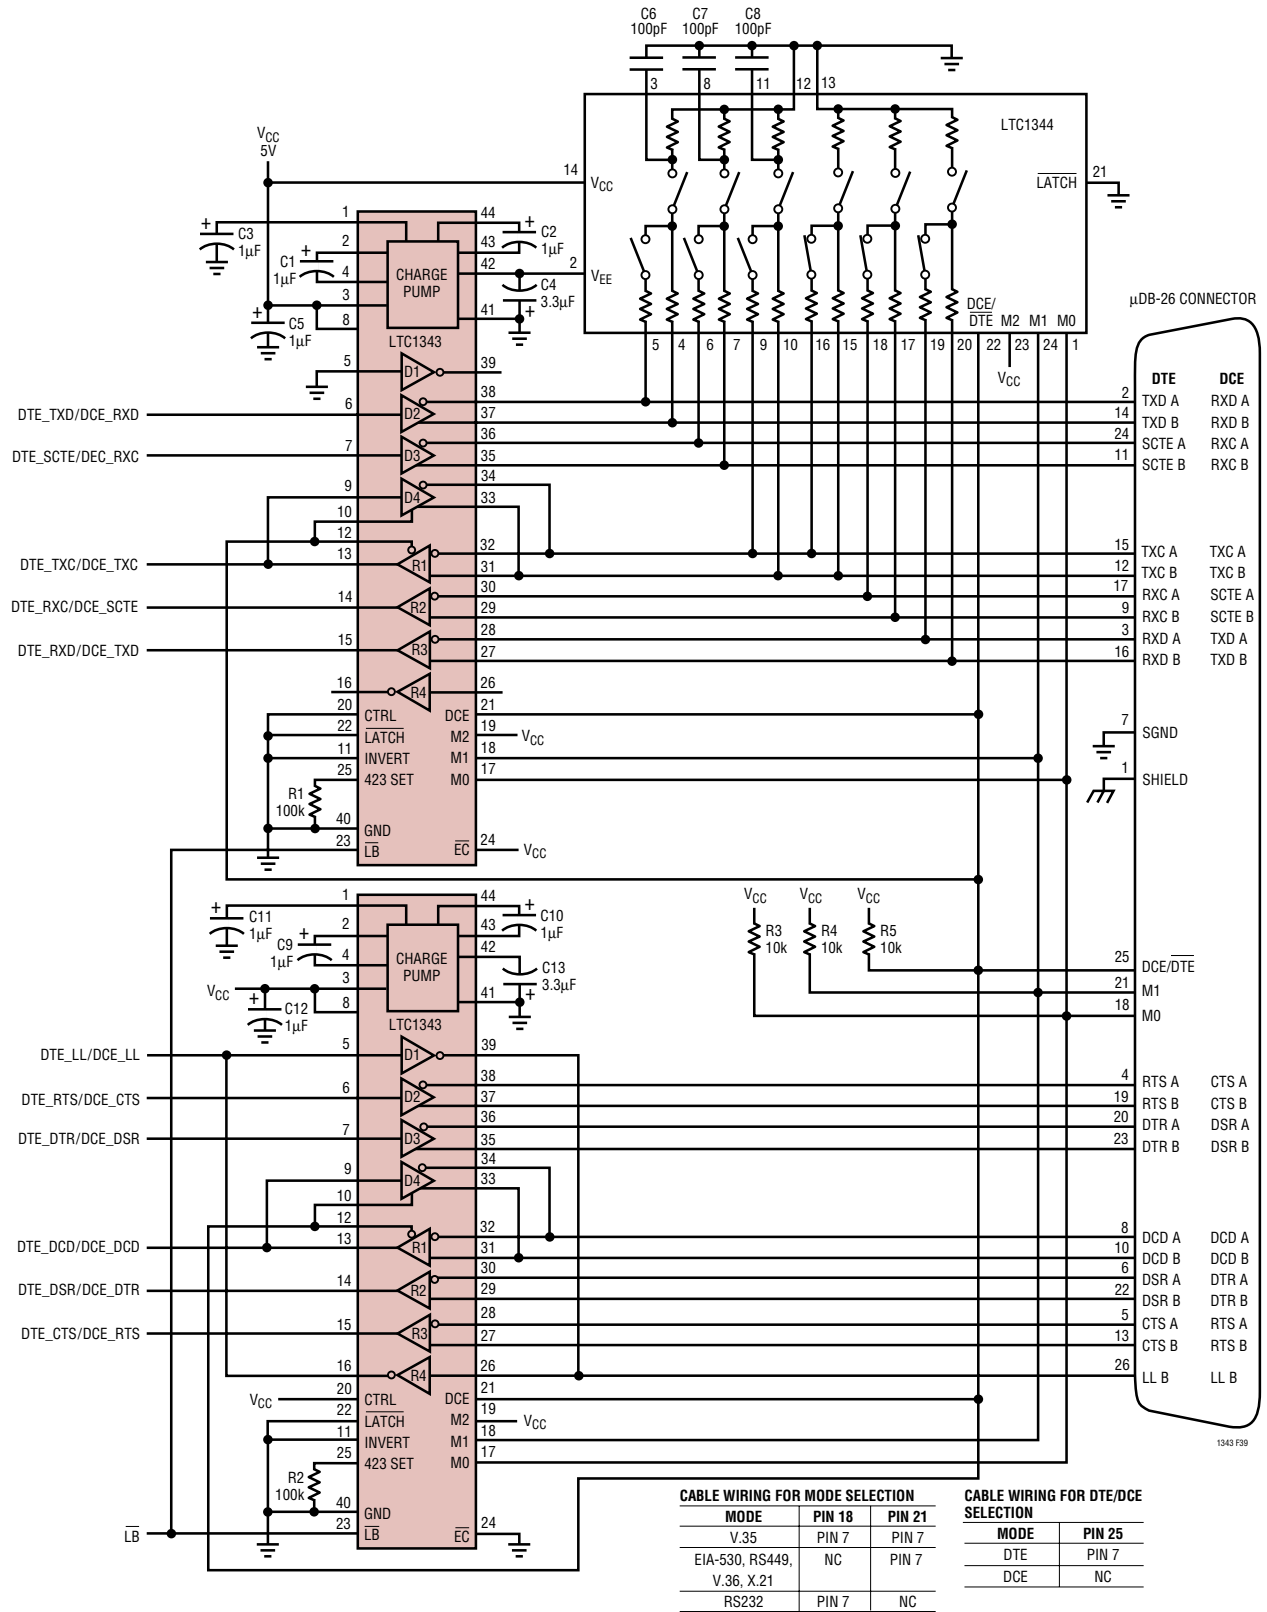 C6 C7 C8
100pF 100pF 100pF
3 8 11 12 13
LTC1344
VCC
5V
14 VCC
LATCH 21
1 44
C3
1µF
C2
1µF
2 43
C1
1µF
4 42
CHARGE
PUMP
2 VEE
C4
3.3µF
3 41
8
C5
1µF
LTC1343
DCE/
DTE M2 M1 M0
5 4 6 7 9 10 16 15 18 17 19 20 22 23 24 1
VCC
µDB-26 CONNECTOR
DTE DCE
5 D1 39
DTE_TXD/DCE_RXD 6 D2 38 2 TXD A RXD A
37 14 TXD B RXD B
DTE_SCTE/DEC_RXC 7 D3 36 24 SCTE A RXC A
35 11 SCTE B RXC B
9 D4 34
33
10
12
DTE_TXC/DCE_TXC 13 R1 32 15 TXC A TXC A
31 12 TXC B TXC B
DTE_RXC/DCE_SCTE 14 R2 30 17 RXC A SCTE A
29 9 RXC B SCTE B
DTE_RXD/DCE_TXD 15 R3 28 3 RXD A TXD A
27 16 RXD B TXD B
16 R4 26
20 CTRL DCE 21
22 LATCH M2 19 VCC
11 INVERT M1 18
25 423 SET M0 17
7 SGND
1 SHIELD
R1
100k
40 GND
23 LB EC 24 VCC
1 44
C11
1µF
C10
1µF
2 43
C9
1µF
4 42
CHARGE
PUMP
C13
3.3µF
VCC 3 41
8
C12
1µF
LTC1343
VCC VCC VCC
R3
10k
R4
10k
R5
10k
25 DCE/DTE
21 M1
18 M0
DTE_LL/DCE_LL 5 D1 39
DTE_RTS/DCE_CTS 6 D2 38 4 RTS A CTS A
37 19 RTS B CTS B
DTE_DTR/DCE_DSR 7 D3 36 20 DTR A DSR A
35 23 DTR B DSR B
9 D4 34
33
10
12
DTE_DCD/DCE_DCD 13 R1 32 8 DCD A DCD A
31 10 DCD B DCD B
DTE_DSR/DCE_DTR 14 R2 30 6 DSR A DTR A
29 22 DSR B DTR B
DTE_CTS/DCE_RTS 15 R3 28 5 CTS A RTS A
27 13 CTS B RTS B
16 R4 26 26 LL B LL B
VCC 20 CTRL DCE 21
22 LATCH M2 19 VCC
11 INVERT M1 18
25 423 SET M0 17
R2
100k
40 GND
LB 23 LB EC 24
1343 F39
CABLE WIRING FOR MODE SELECTION
MODE PIN 18 PIN 21
V.35 PIN 7 PIN 7
EIA-530, RS449, NC PIN 7
V.36, X.21
RS232 PIN 7 NC
CABLE WIRING FOR DTE/DCE
SELECTION
MODE PIN 25
DTE PIN 7
DCE NC